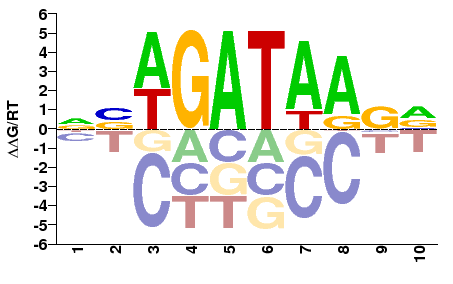 6
5
4
3
2
1
0
-1
-2
-3
-4
-5
-6
ΔΔG/RT
A G C
C G T
A T G C
G A C T
A C G T
T A C G
A T G C
A G C
G T
A G T
1 2 3 4 5 6 7 8 9 10